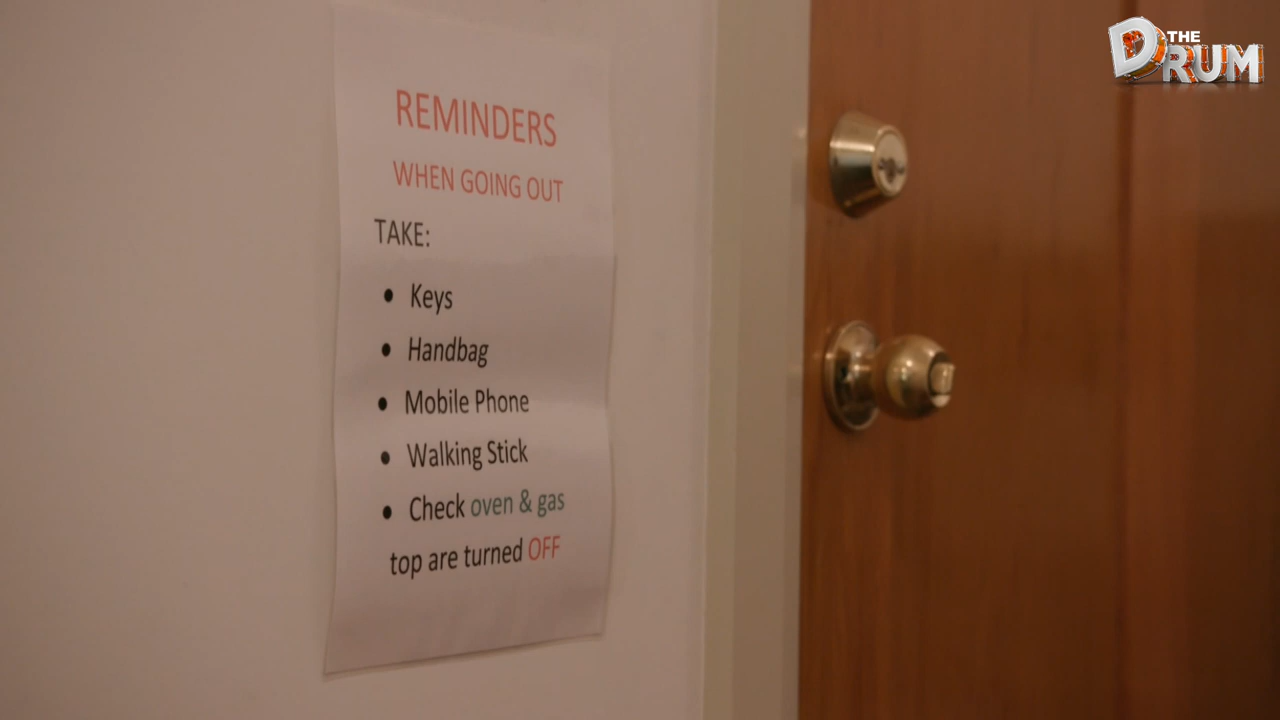 THE
DRUM
REMINDERS
WHEN GOING OUT
TAKE:
• Keys
• Handbag
• Mobile Phone
• Walking Stick
• Check oven & gas
top are turned OFF